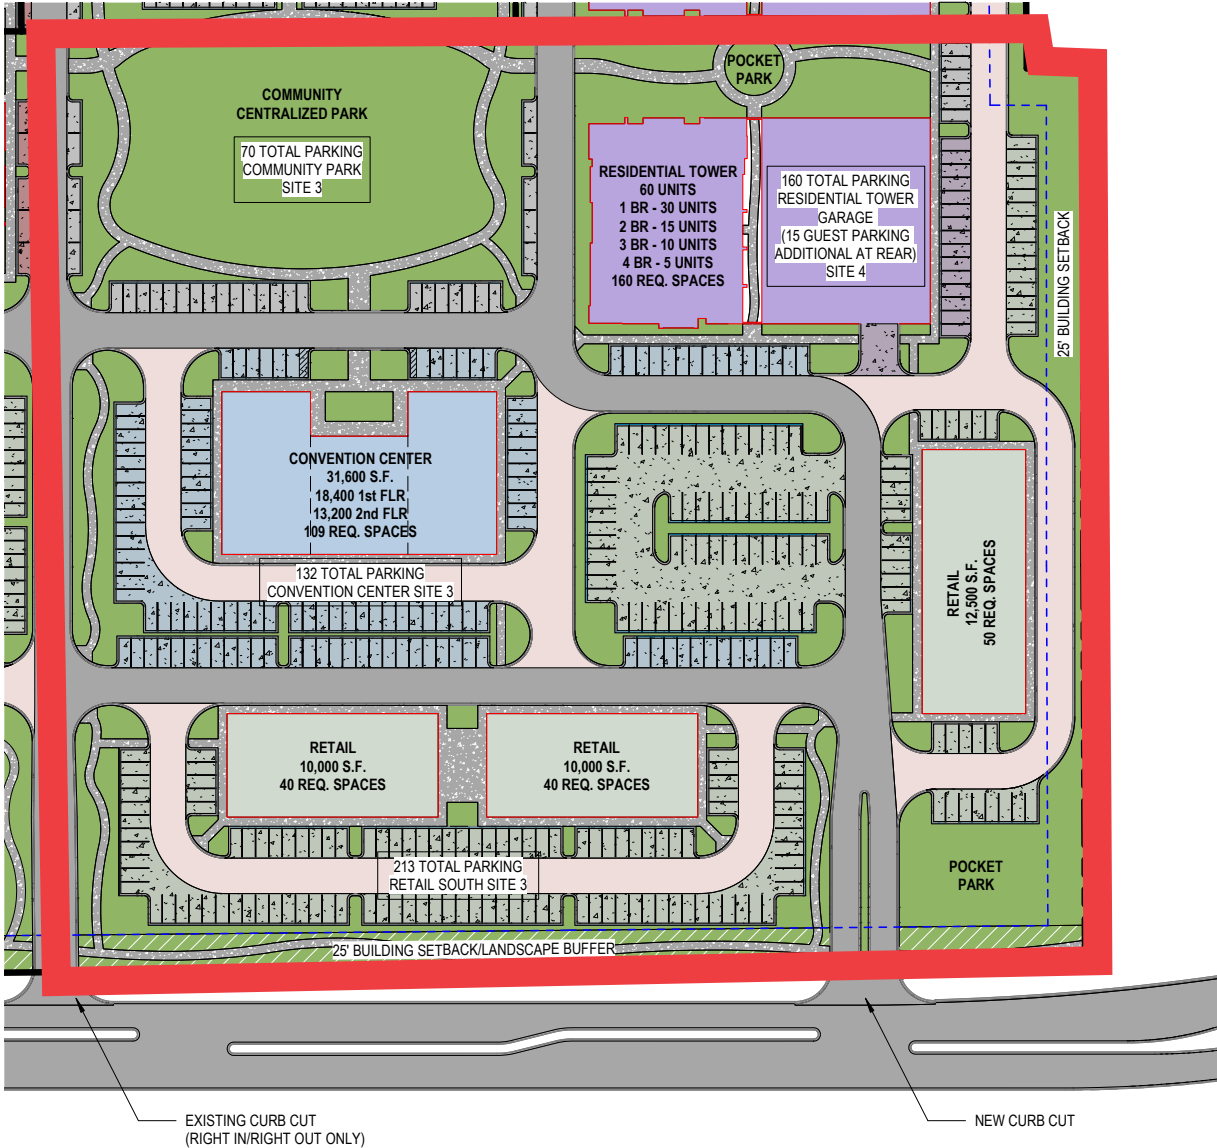 POCKET
PARK
COMMUNITY
CENTRALIZED PARK
70 TOTAL PARKING
COMMUNITY PARK
SITE 3
RESIDENTIAL TOWER
60 UNITS
1 BR - 30 UNITS
2 BR - 15 UNITS
3 BR - 10 UNITS
4 BR - 5 UNITS
160 REQ. SPACES
160 TOTAL PARKING
RESIDENTIAL TOWER
GARAGE
(15 GUEST PARKING
ADDITIONAL AT REAR)
SITE 4
25' BUILDING SETBACK
CONVENTION CENTER
31,600 S.F.
18,400 1st FLR
13,200 2nd FLR
109 REQ. SPACES
132 TOTAL PARKING
CONVENTION CENTER SITE 3
RETAIL
12,500 S.F.
50 REQ. SPACES
RETAIL
10,000 S.F.
40 REQ. SPACES
RETAIL
10,000 S.F.
40 REQ. SPACES
213 TOTAL PARKING
RETAIL SOUTH SITE 3
POCKET
PARK
25' BUILDING SETBACK/LANDSCAPE BUFFER
EXISTING CURB CUT
(RIGHT IN/RIGHT OUT ONLY)
NEW CURB CUT